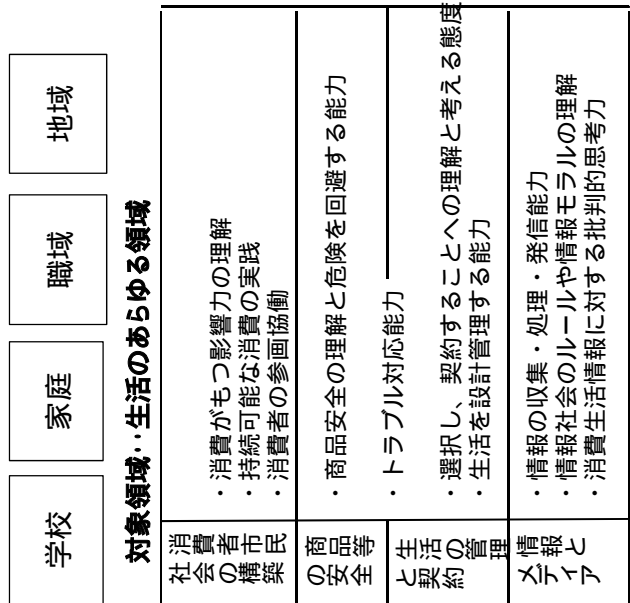 学校
家庭
職域
地域
対象領域：生活のあらゆる領域
消費者市民
社会の構築
・消費がもつ影響力の理解
・持続可能な消費の実践
・消費者の参画協働
商品等
の安全
・商品安全の理解と危険を回避する能力
・トラブル対応能力
生活の管理
と契約
・選択し、契約することへの理解と考える態度
・生活を設計管理する能力
情報と
メディア
・情報の収集・処理・発信能力
・情報社会のルールや情報モラルの理解
・消費生活情報に対する批判的思考力